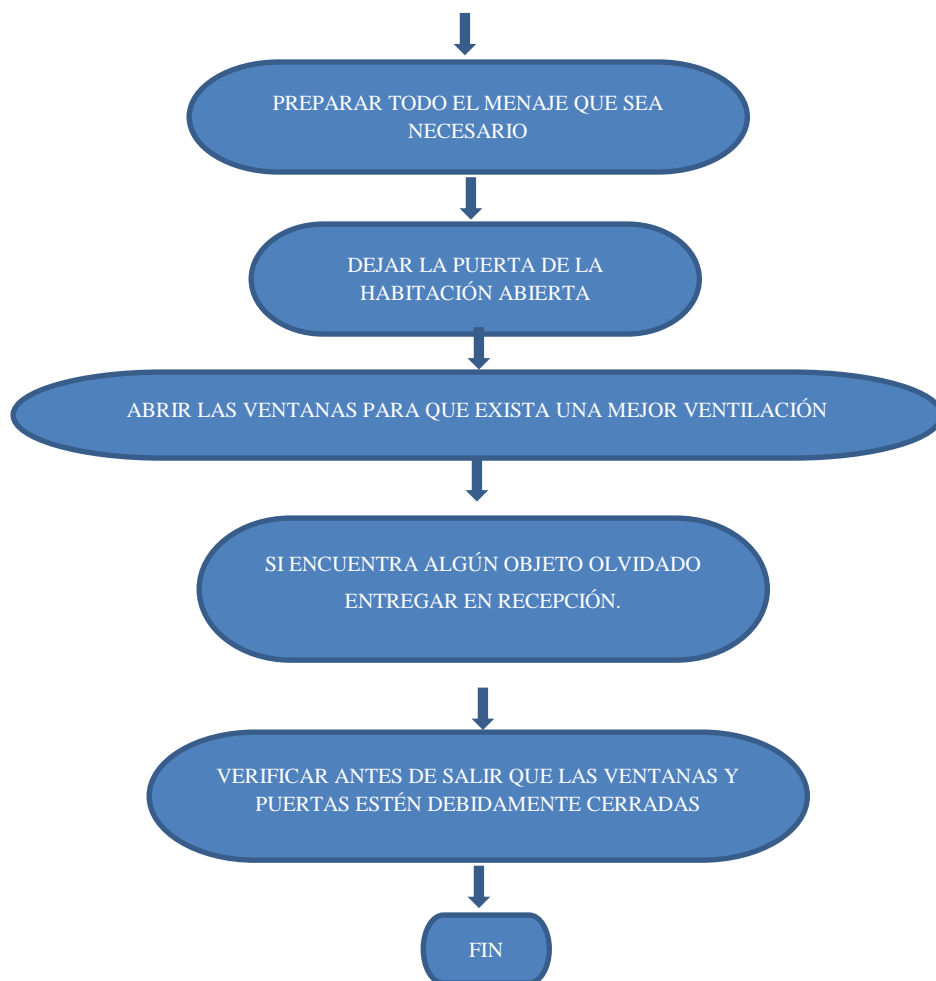 PREPARAR TODO EL MENAJE QUE SEA
NECESARIO
DEJAR LA PUERTA DE LA
HABITACIÓN ABIERTA
ABRIR LAS VENTANAS PARA QUE EXISTA UNA MEJOR VENTILACIÓN
SI ENCUENTRA ALGÚN OBJETO OLVIDADO
ENTREGAR EN RECEPCIÓN.
VERIFICAR ANTES DE SALIR QUE LAS VENTANAS Y
PUERTAS ESTÉN DEBIDAMENTE CERRADAS
FIN